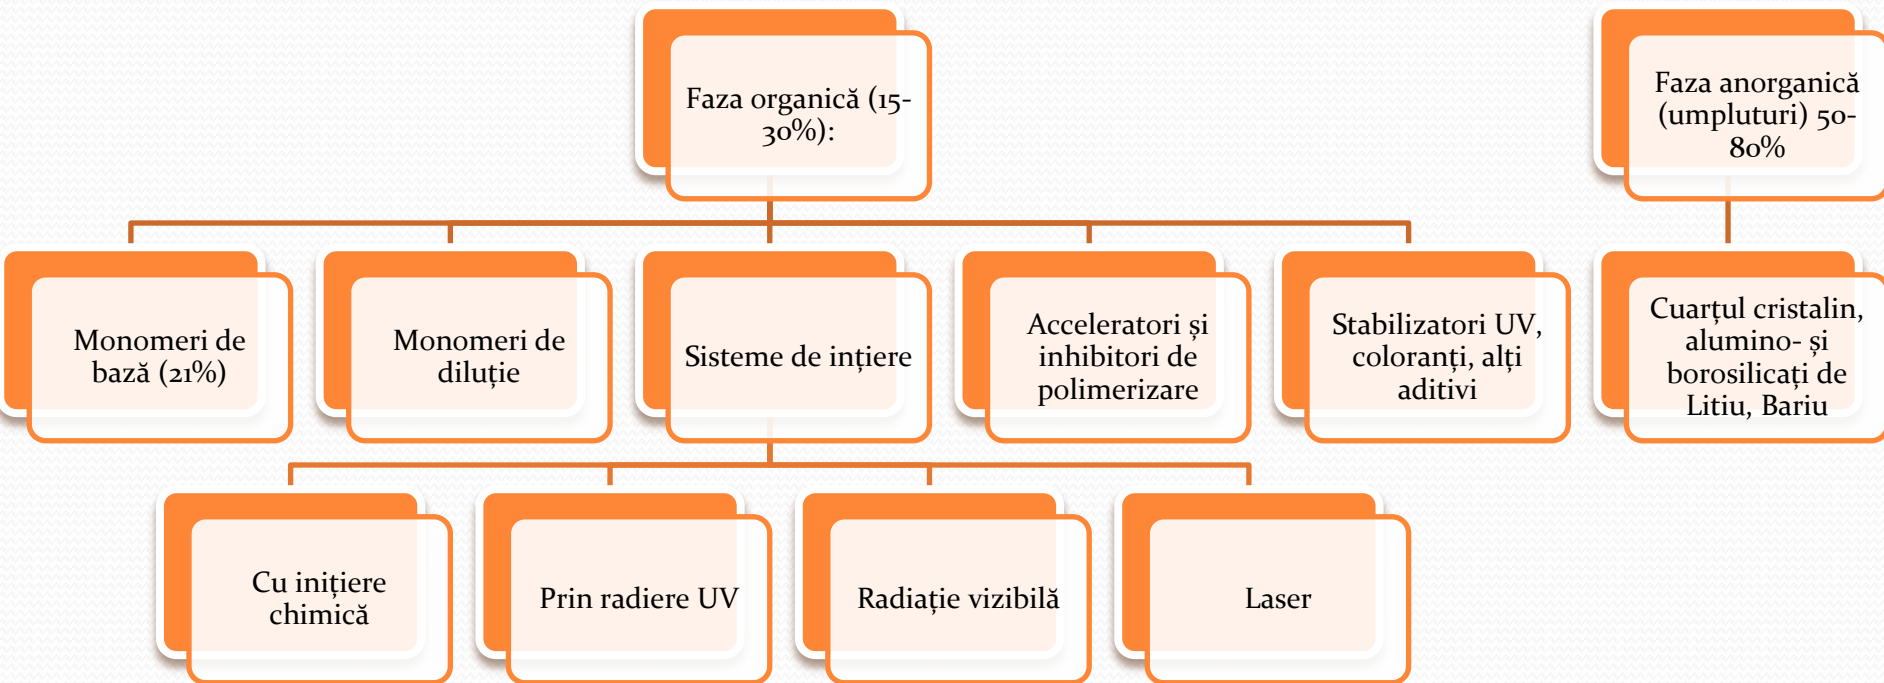 Faza organică (15-
30%):
Faza anorganică
(umpluturi) 50-
80%
Monomeri de
bază (21%)
Monomeri de
diluție
Sisteme de ințiere
Acceleratori și
inhibitori de
polimerizare
Stabilizatori UV,
coloranți, alți
aditivi
Cuarțul cristalin,
alumino- și
borosilicați de
Litiu, Bariu
Cu inițiere
chimică
Prin radiere UV
Radiație vizibilă
Laser